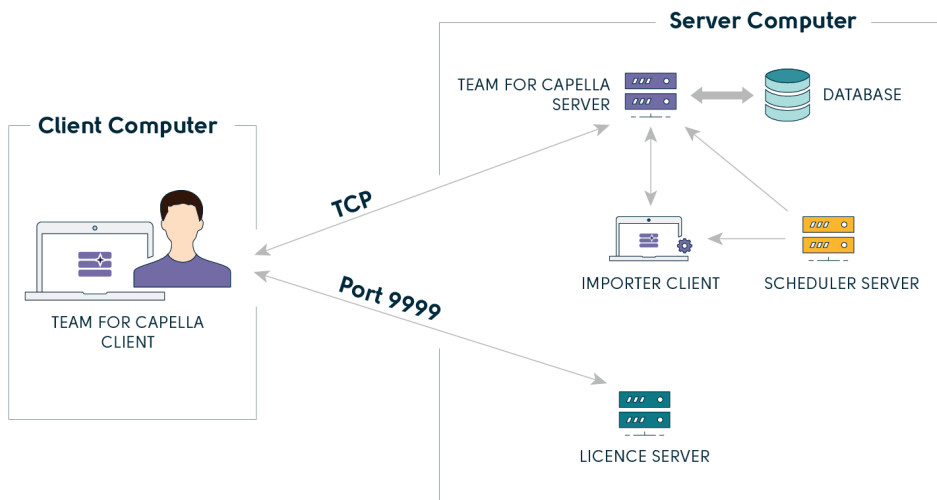 Server Computer
TEAM FOR CAPELLA
SERVER
DATABASE
Client Computer
TCP
IMPORTER CLIENT
SCHEDULER SERVER
Port 9999
TEAM FOR CAPELLA
CLIENT
LICENCE SERVER